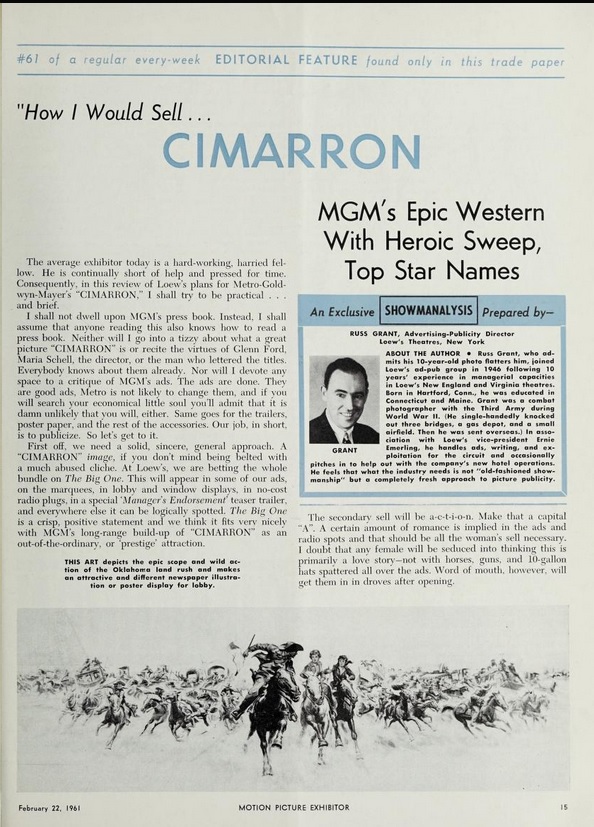 #61 of a regular every-week EDITORIAL FEATURE found only in this trade paper
"How I Would Sell ...
CIMARRON
MGM's Epic Western
With Heroic Sweep,
Top Star Names
The average exhibitor today is a hard-working, harried fel-
low. He is continually short of help and pressed for time.
Consequently, in this review of Loew's plans for Metro-Gold-
wyn-Mayer's "CIMARRON," I shall try to be practical . . .
and brief.
I shall not dwell upon MGM's press book. Instead, I shall
assume that anyone reading this also knows how to read a
press book. Neither will I go into a tizzy about what a great
picture "CIMARRON" is or recite the virtues of Glenn Ford,
Maria Schell, the director, or the man who lettered the titles.
Everybody knows about them already. Nor will I devote any
space to a critique of MGM's ads. The ads are done. They
are good ads, Metro is not likely to change them, and if you
will search your economical little soul you'll admit that it is
damn unlikely that you will, either. Same goes for the trailers,
poster paper, and the rest of the accessories. Our job, in short,
is to publicize. So let's get to it.
First off, we need a solid, sincere, general approach. A
"CIMARRON" image, if you don't mind being belted with
a much abused cliche. At Loew's, we are betting the whole
bundle on The Big One. This will appear in some of our ads,
on the marquees, in lobby and window displays, in no-cost
radio plugs, in a special 'Manager's Endorsement' teaser trailer,
and everywhere else it can be logically spotted. The Big One
is a crisp, positive statement and we think it fits very nicely
with MGM's long-range build-up of "CIMARRON" as an
out-of-the-ordinary, or 'prestige' attraction.
THIS ART depicts the epic scope and wild ac-
tion of the Oklahoma land rush and makes
an attractive and different newspaper illustra-
tion or poster display for lobby.
An Exclusive SHOWMANALYSIS Prepared by—
RUSS GRANT, Advertising-Publicity Director
Loew's Theatres, New York
ABOUT THE AUTHOR • Russ Grant, who ad-
mits his 10-year-old photo flatters him, joined
Loew's ad-pub group in 1946 following 10
years' experience in managerial capacities
in Loew's New England and Virginia theatres.
Born in Hartford, Conn., he was educated in
Connecticut and Maine. Grant was a combat
photographer with the Third Army during
World War II. (He single-handedly knocked
out three bridges, a gas depot, and a small
airfield. Then he was sent overseas.) In asso-
ciation with Loew's vice-president Ernie
Emerling, he handles ads, writing, and ex-
ploitation for the circuit and occasionally
pitches in to help out with the company's new hotel operations.
He feels that what the industry needs is not "old-fashioned show-
manship" but a completely fresh approach to picture publicity.
GRANT
The secondary sell will be a-c-t-i-o-n. Make that a capital
"A". A certain amount of romance is implied in the ads and
radio spots and that should be all the woman's sell necessary.
I doubt that any female will be seduced into thinking this is
primarily a love story—not with horses, guns, and 10-gallon
hats spattered all over the ads. Word of mouth, however, will
get them in in droves after opening.
February 22, 1961
MOTION PICTURE EXHIBITOR
15